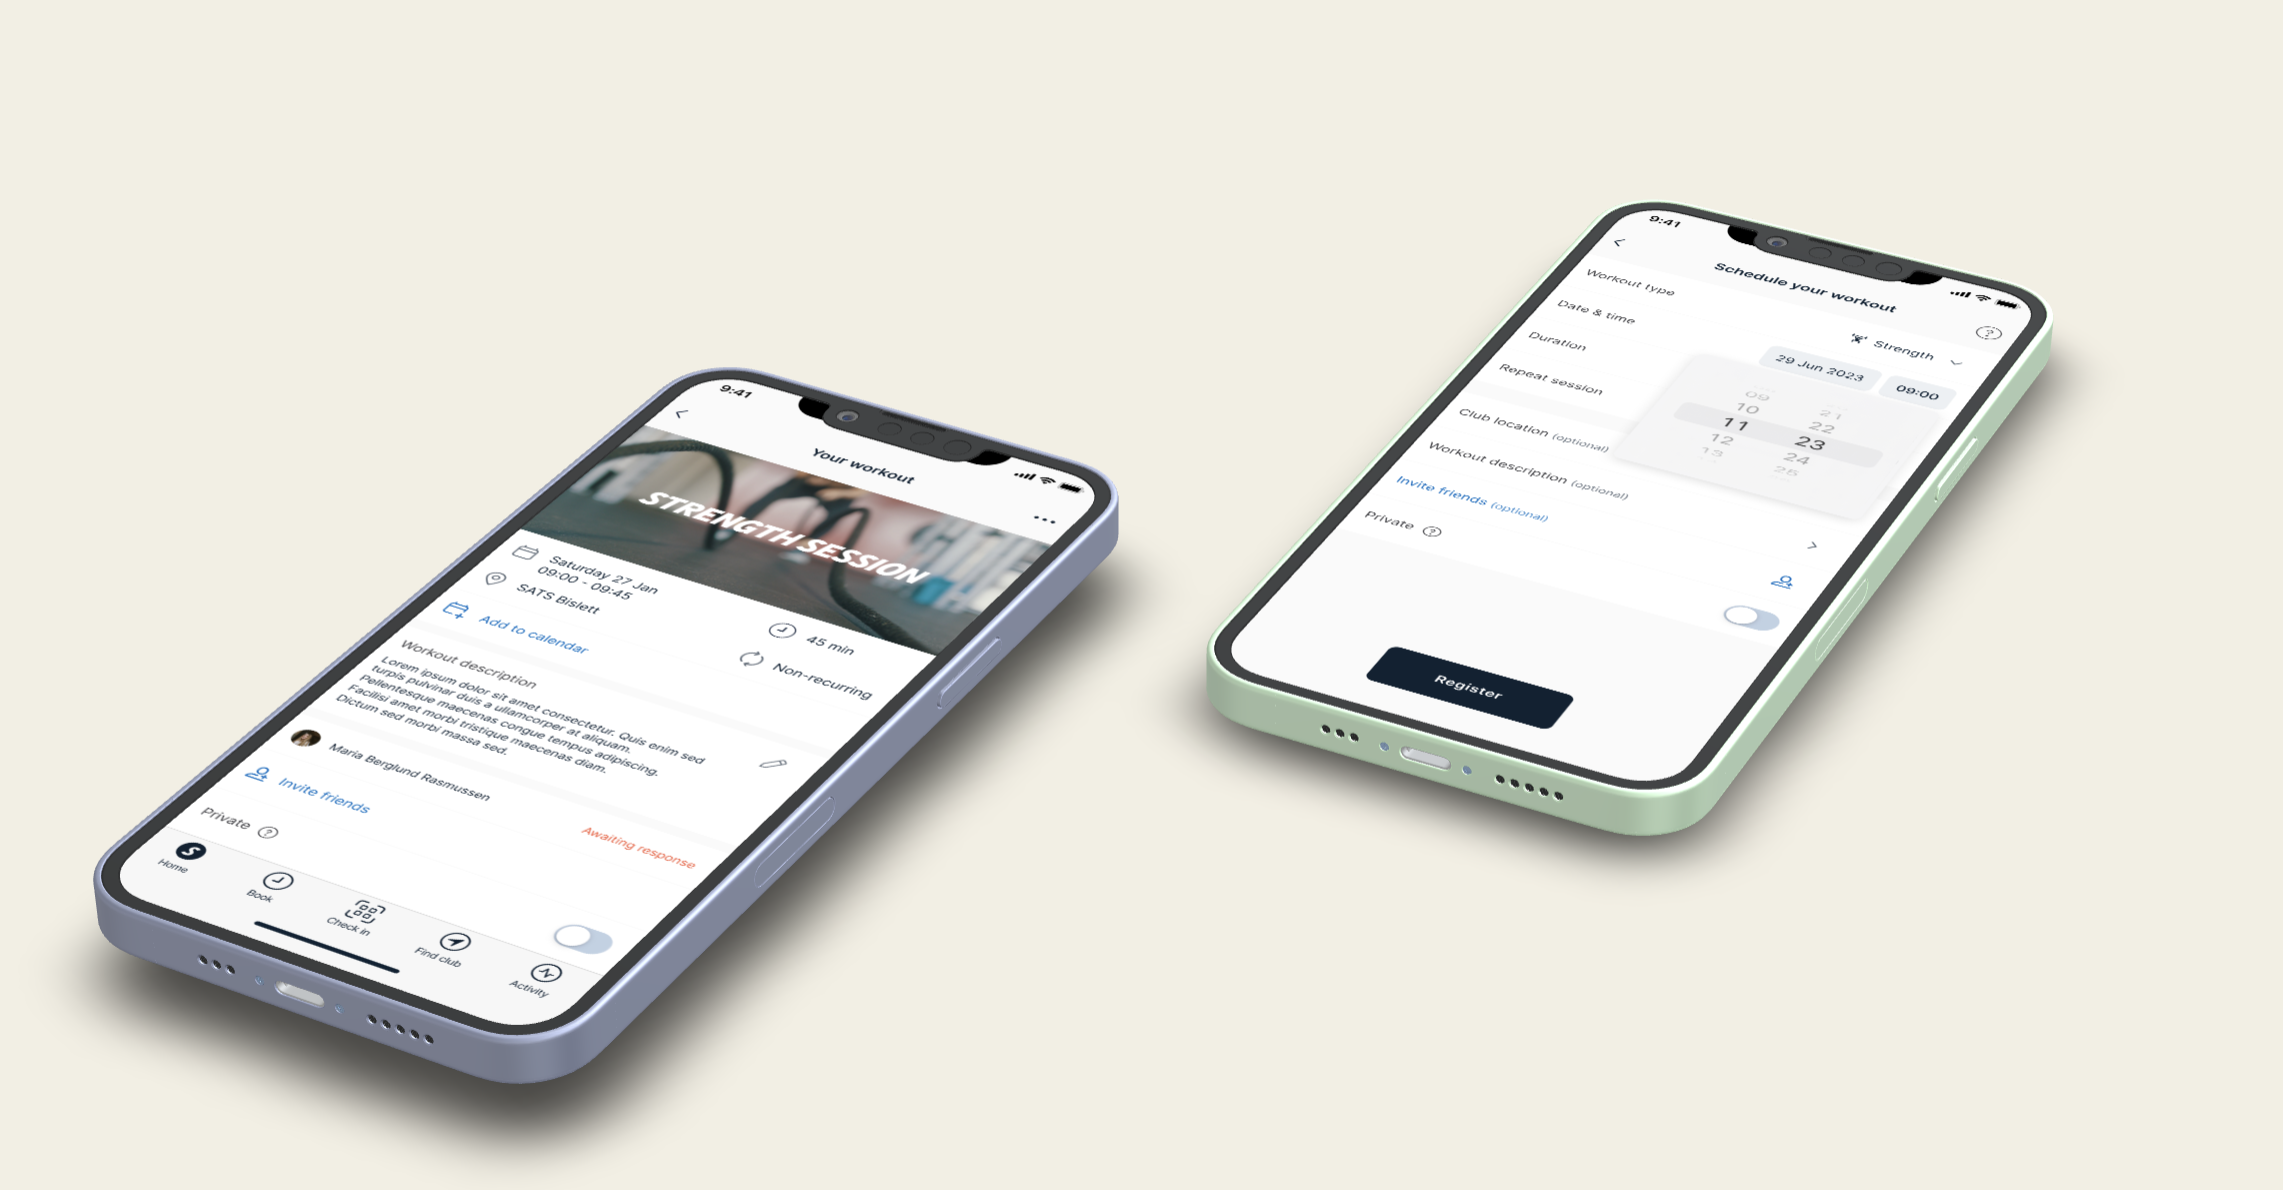 9:41
Your workout
STRENGTH SESSION
Saturday 27 Jan
09:00 - 09:45
45 min
SATS Bislett
Non-recurring
Add to calendar
Workout description
Lorem ipsum dolor sit amet consectetur. Quis enim sed
turpis pulvinar duis a ullamcorper at aliquam.
Pellentesque maecenas congue tempus adipiscing.
Facilisi amet morbi tristique maecenas diam.
Dictum sed morbi massa sed.
Maria Berglund Rasmussen
Awaiting response
Invite friends
Private ?
Home
Book
Check in
Find club
Activity
9:41
Schedule your workout
?
Workout type
Strength
Date & time
29 Jun 2023 09:00
Duration
09 21
10 22
11 23
12 24
13 25
Repeat session
Club location (optional)
Workout description (optional)
Invite friends (optional)
Private ?
Register